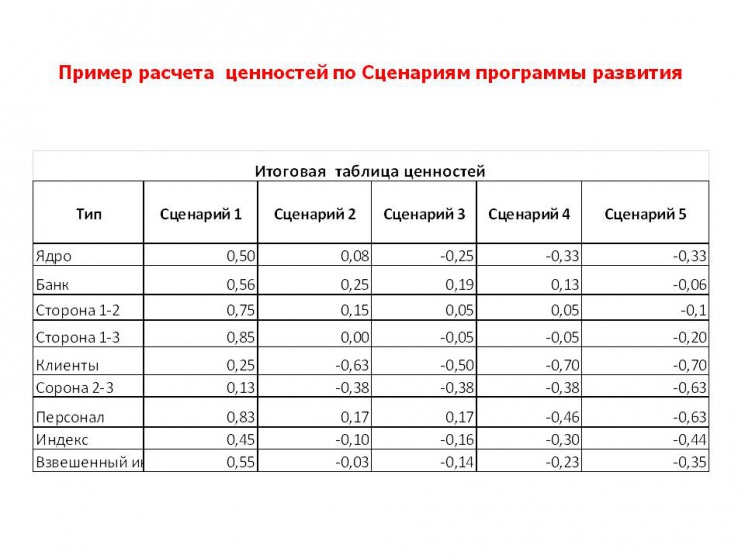 Пример расчета ценностей по Сценариям программы развития
Итоговая таблица ценностей
Тип Сценарий 1 Сценарий 2 Сценарий 3 Сценарий 4 Сценарий 5
Ядро 0,50 0,08 -0,25 -0,33 -0,33
Банк 0,56 0,25 0,19 0,13 -0,06
Сторона 1-2 0,75 0,15 0,05 0,05 -0,1
Сторона 1-3 0,85 0,00 -0,05 -0,05 -0,20
Клиенты 0,25 -0,63 -0,50 -0,70 -0,70
Сорона 2-3 0,13 -0,38 -0,38 -0,38 -0,63
Персонал 0,83 0,17 0,17 -0,46 -0,63
Индекс 0,45 -0,10 -0,16 -0,30 -0,44
Взвешенный 0,55 -0,03 -0,14 -0,23 -0,35